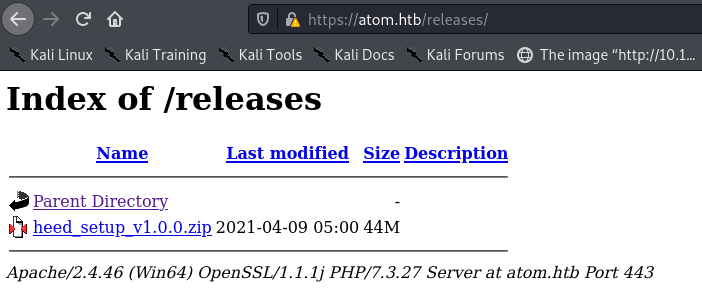 https://atom.htb/releases/
Kali Linux Kali Training Kali Tools Kali Docs Kali Forums The image “http://10.1...
Index of /releases
Name Last modified Size Description
Parent Directory -
heed_setup_v1.0.0.zip 2021-04-09 05:00 44M
Apache/2.4.46 (Win64) OpenSSL/1.1.1j PHP/7.3.27 Server at atom.htb Port 443